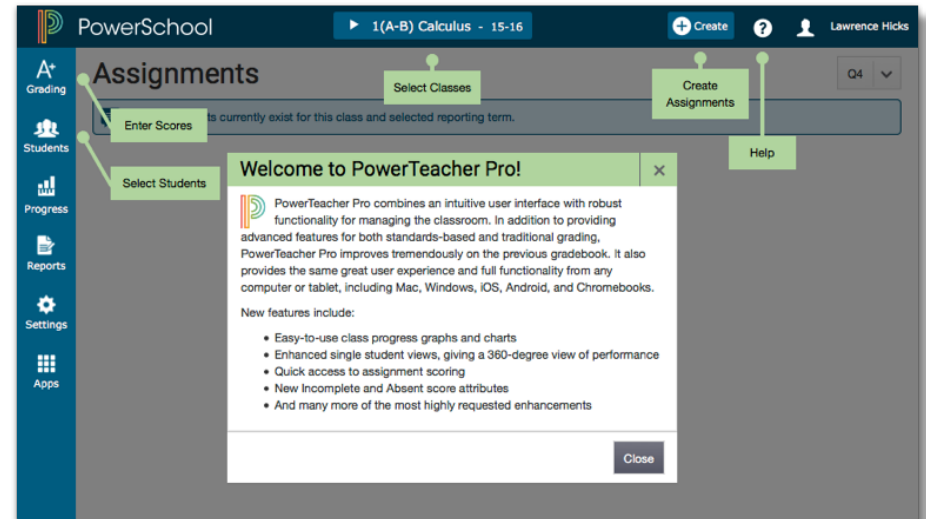 PowerSchool
1(A-B) Calculus - 15-16
Create
?
Lawrence Hicks
A+
Grading
Students
Progress
Reports
Settings
Apps
Assignments
Q4
Select Classes
Create
Assignments
Help
Enter Scores
ts currently exist for this class and selected reporting term.
Select Students
Welcome to PowerTeacher Pro!
PowerTeacher Pro combines an intuitive user interface with robust
functionality for managing the classroom. In addition to providing
advanced features for both standards-based and traditional grading,
PowerTeacher Pro improves tremendously on the previous gradebook. It also
provides the same great user experience and full functionality from any
computer or tablet, including Mac, Windows, iOS, Android, and Chromebooks.
New features include:
• Easy-to-use class progress graphs and charts
• Enhanced single student views, giving a 360-degree view of performance
• Quick access to assignment scoring
• New Incomplete and Absent score attributes
• And many more of the most highly requested enhancements
Close